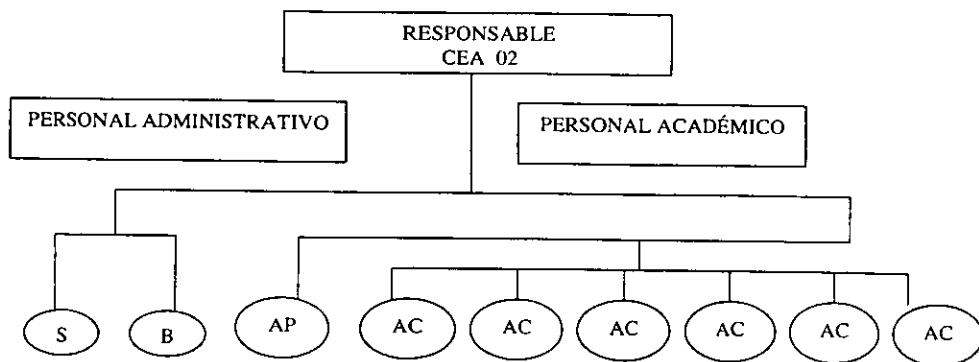 RESPONSABLE
CEA 02
PERSONAL ADMINISTRATIVO
PERSONAL ACADÉMICO
S
B
AP
AC
AC
AC
AC
AC
AC